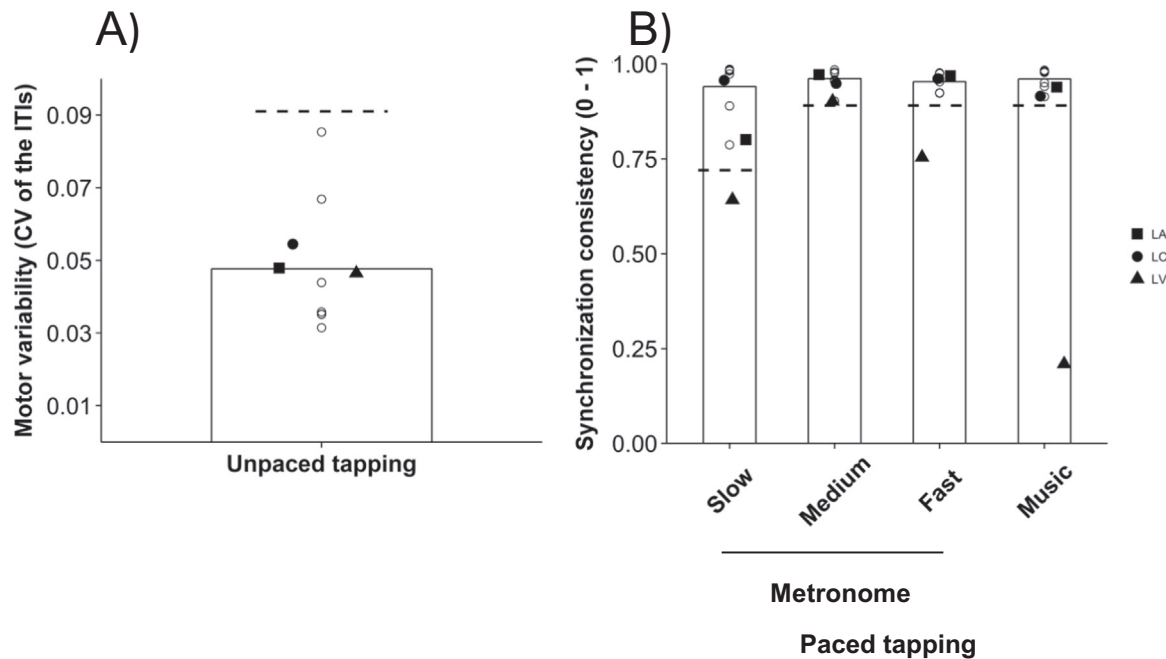 A)
Motor variability (CV of the ITIs)
0.09
0.07
0.05
0.03
0.01
Unpaced tapping
B)
Synchronization consistency (0 - 1)
1.00
0.75
0.50
0.25
0.00
Slow
Medium
Fast
Music
Metronome
Paced tapping
LA
LC
LV